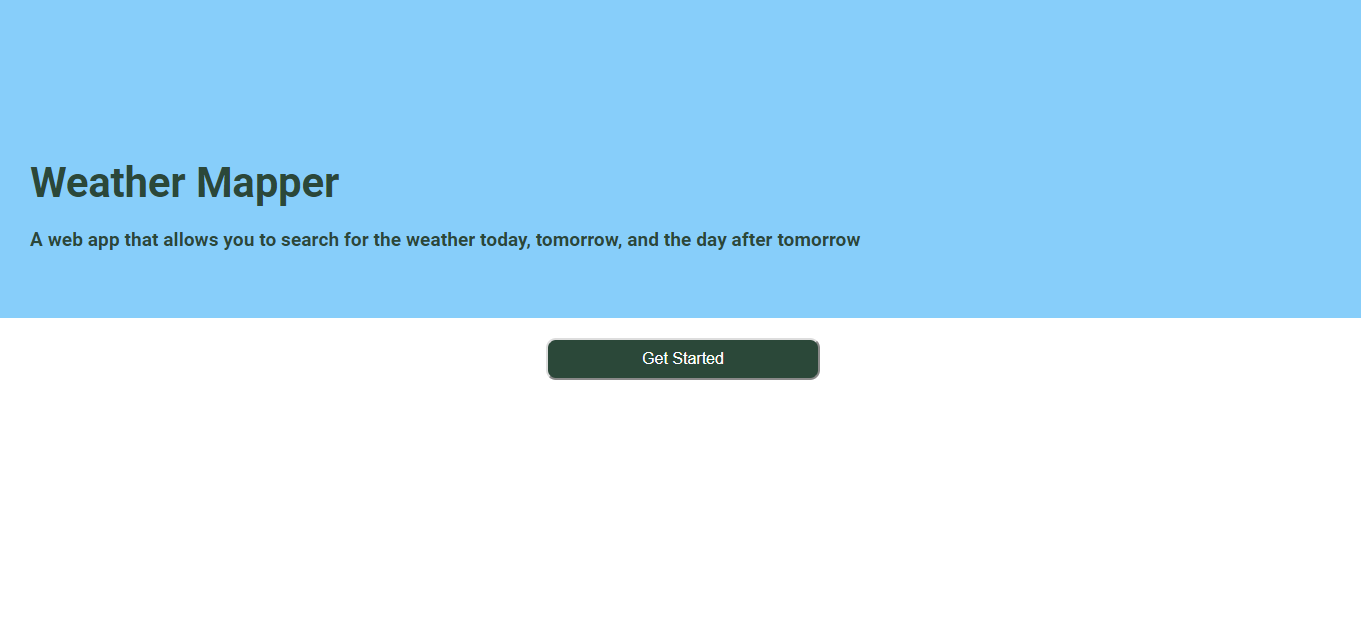 Weather Mapper
A web app that allows you to search for the weather today, tomorrow, and the day after tomorrow
Get Started